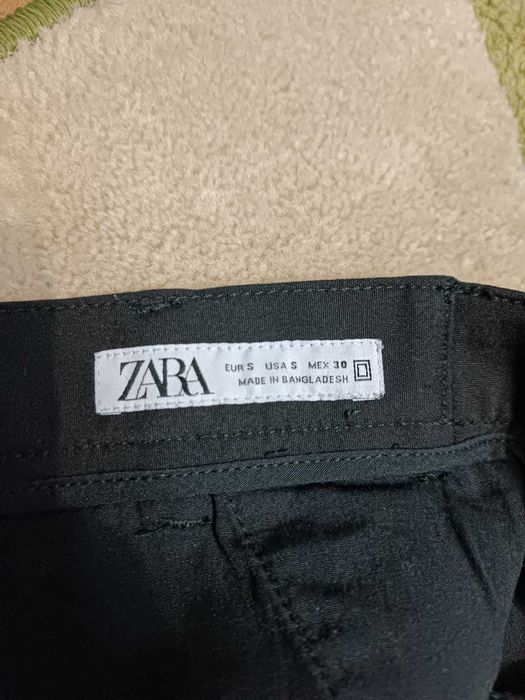 ZARA
EUR S USA S MEX 30
MADE IN BANGLADESH